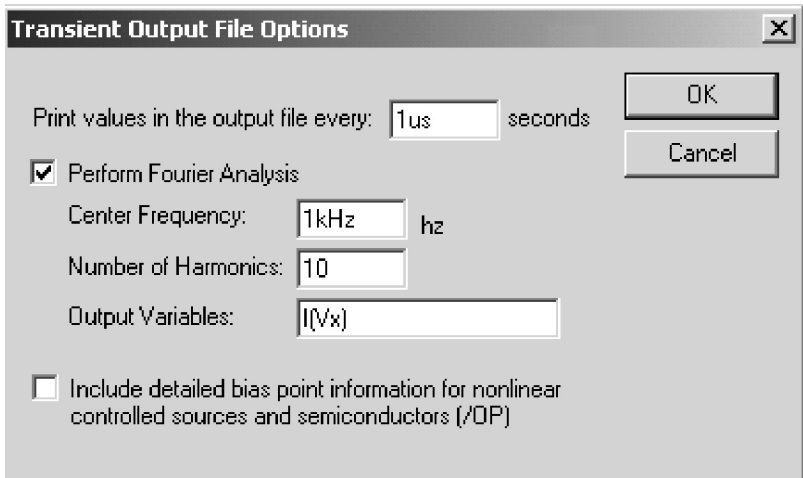 Transient Output File Options
Print values in the output file every: 1us seconds
OK
Cancel
Perform Fourier Analysis
Center Frequency: 1kHz hz
Number of Harmonics: 10
Output Variables: I(Vx)
Include detailed bias point information for nonlinear
controlled sources and semiconductors (/OP)